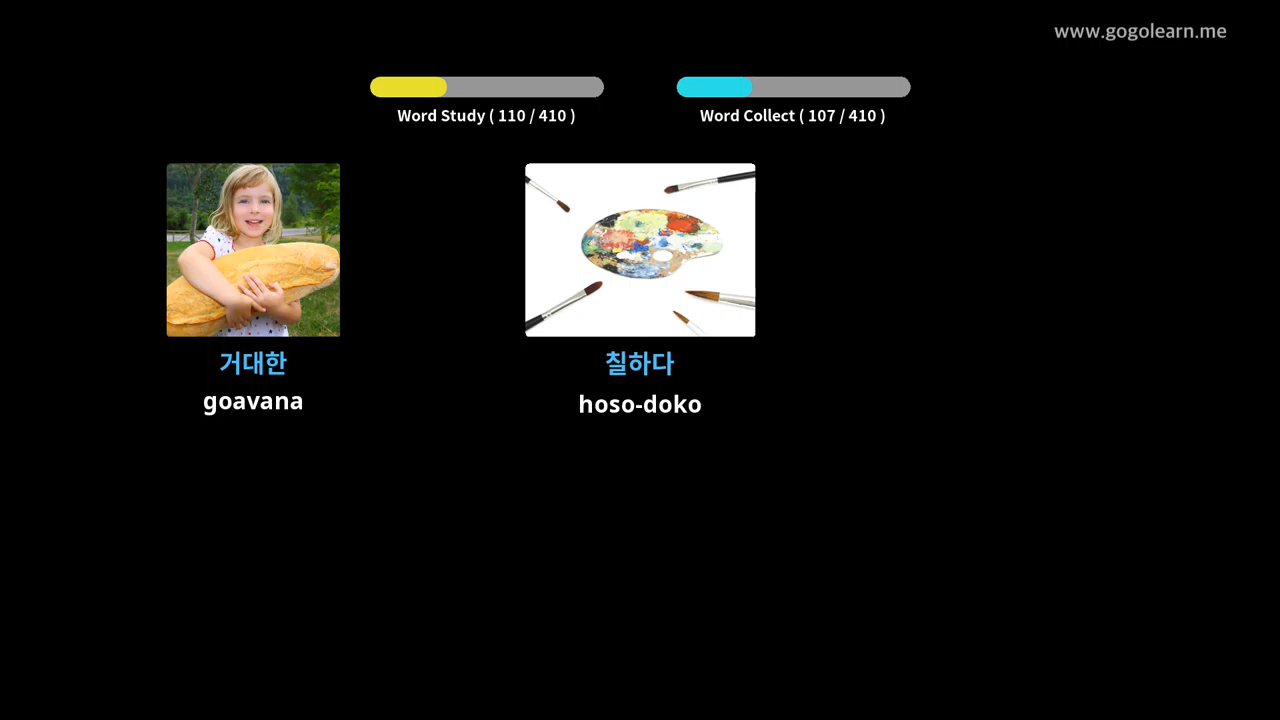 www.gogolearn.me
Word Study ( 110 / 410 )
Word Collect ( 107 / 410 )
거대한
goavana
칠하다
hoso-doko